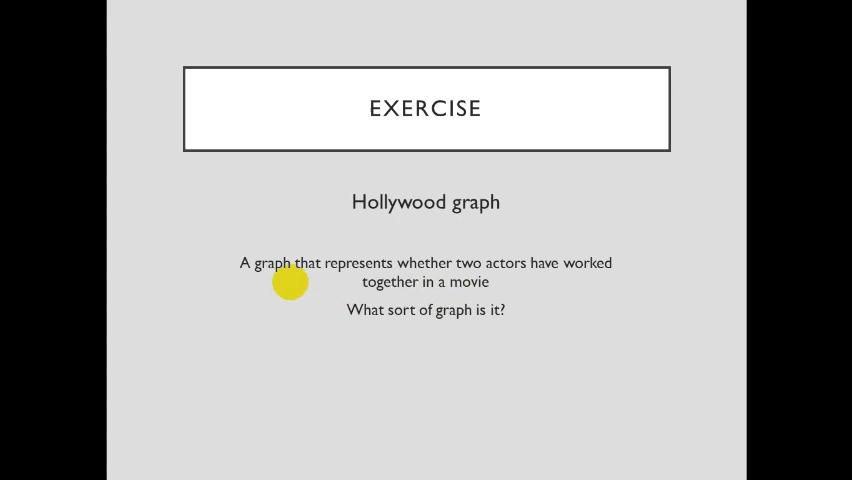 EXERCISE
Hollywood graph
A graph that represents whether two actors have worked
together in a movie
What sort of graph is it?